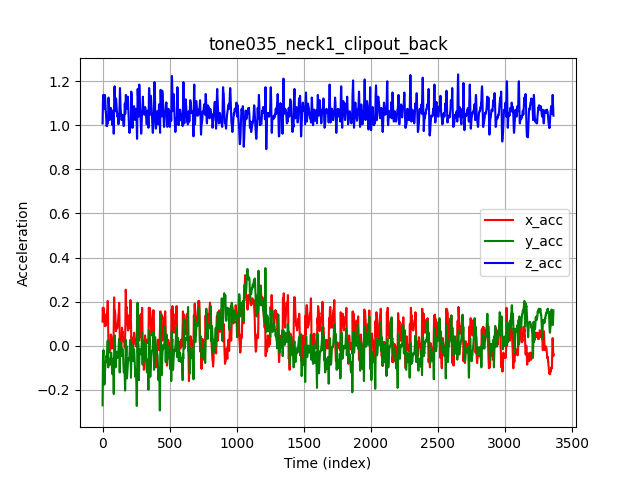 tone035_neck1_clipout_back
1.2
1.0
0.8
0.6
0.4
0.2
0.0
−0.2
Acceleration
x_acc
y_acc
z_acc
0 500 1000 1500 2000 2500 3000 3500
Time (index)